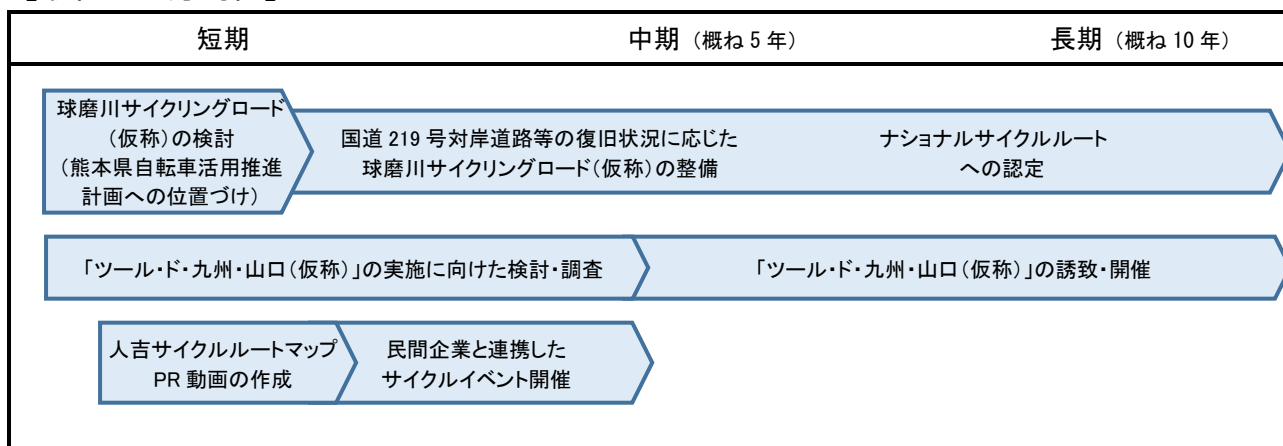 短期 中期（概ね5年） 長期（概ね10年）
球磨川サイクリングロード
（仮称）の検討
（熊本県自転車活用推進
計画への位置づけ）
国道219号対岸道路等の復旧状況に応じた
球磨川サイクリングロード（仮称）の整備
ナショナルサイクルルート
への認定
「ツール・ド・九州・山口（仮称）」の実施に向けた検討・調査
「ツール・ド・九州・山口（仮称）」の誘致・開催
人吉サイクルルートマップ
PR動画の作成
民間企業と連携した
サイクルイベント開催